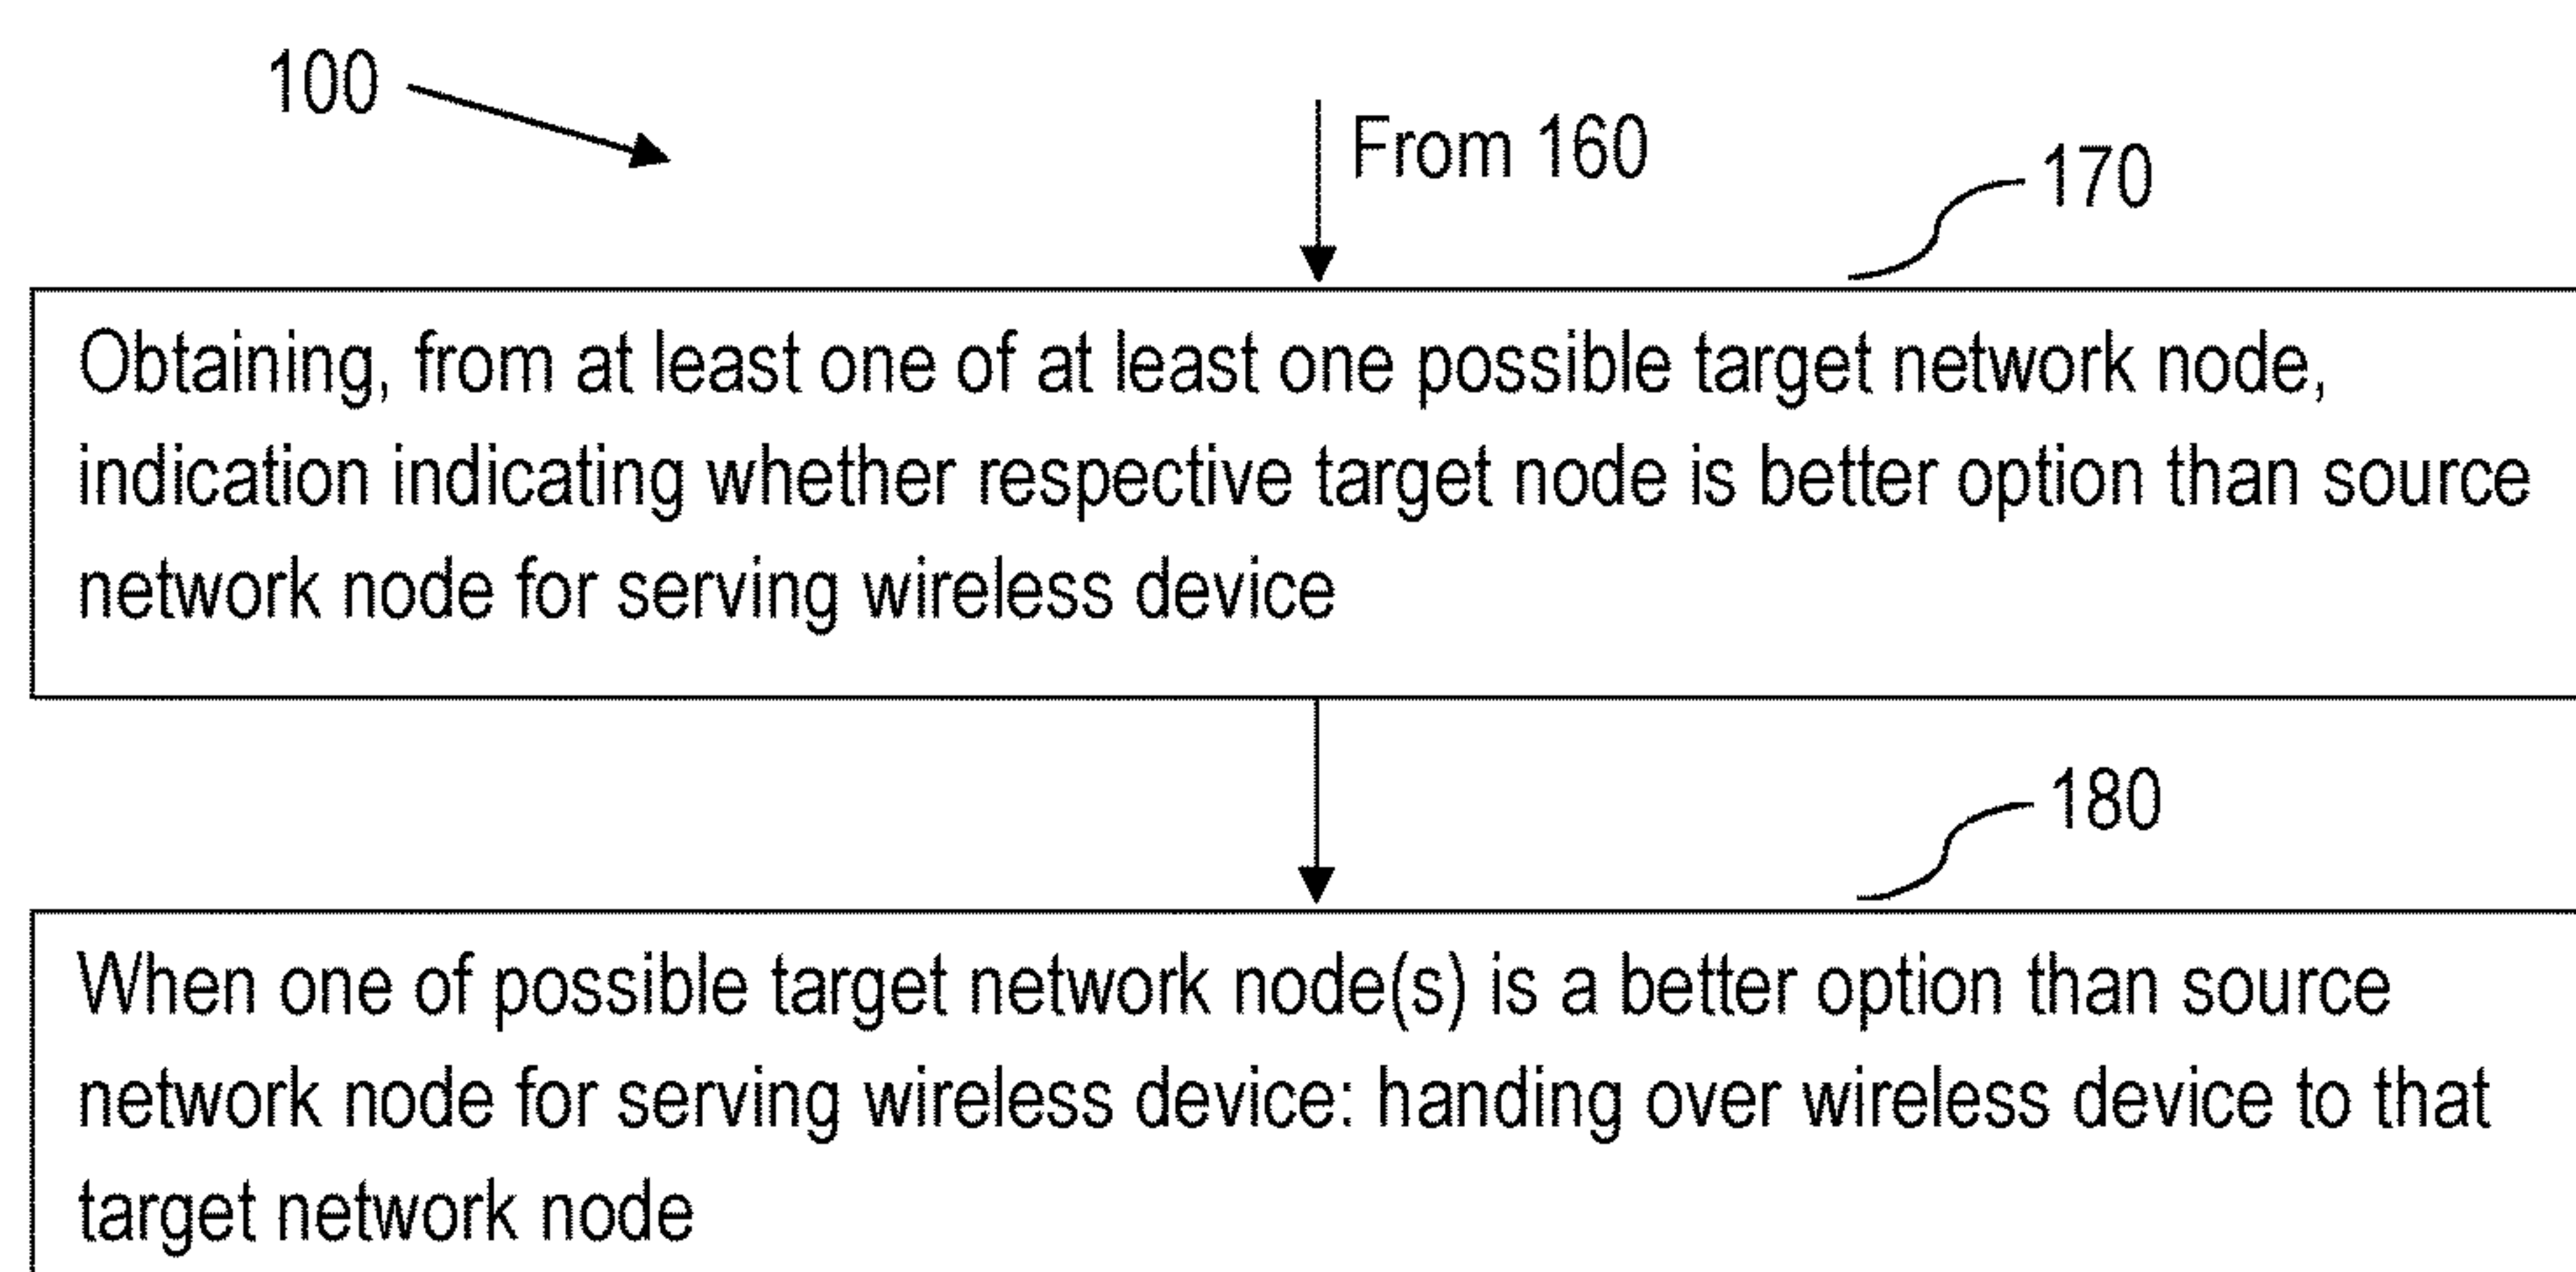 100
From 160
170
Obtaining, from at least one of at least one possible target network node,
indication indicating whether respective target node is better option than source
network node for serving wireless device
180
When one of possible target network node(s) is a better option than source
network node for serving wireless device: handing over wireless device to that
target network node